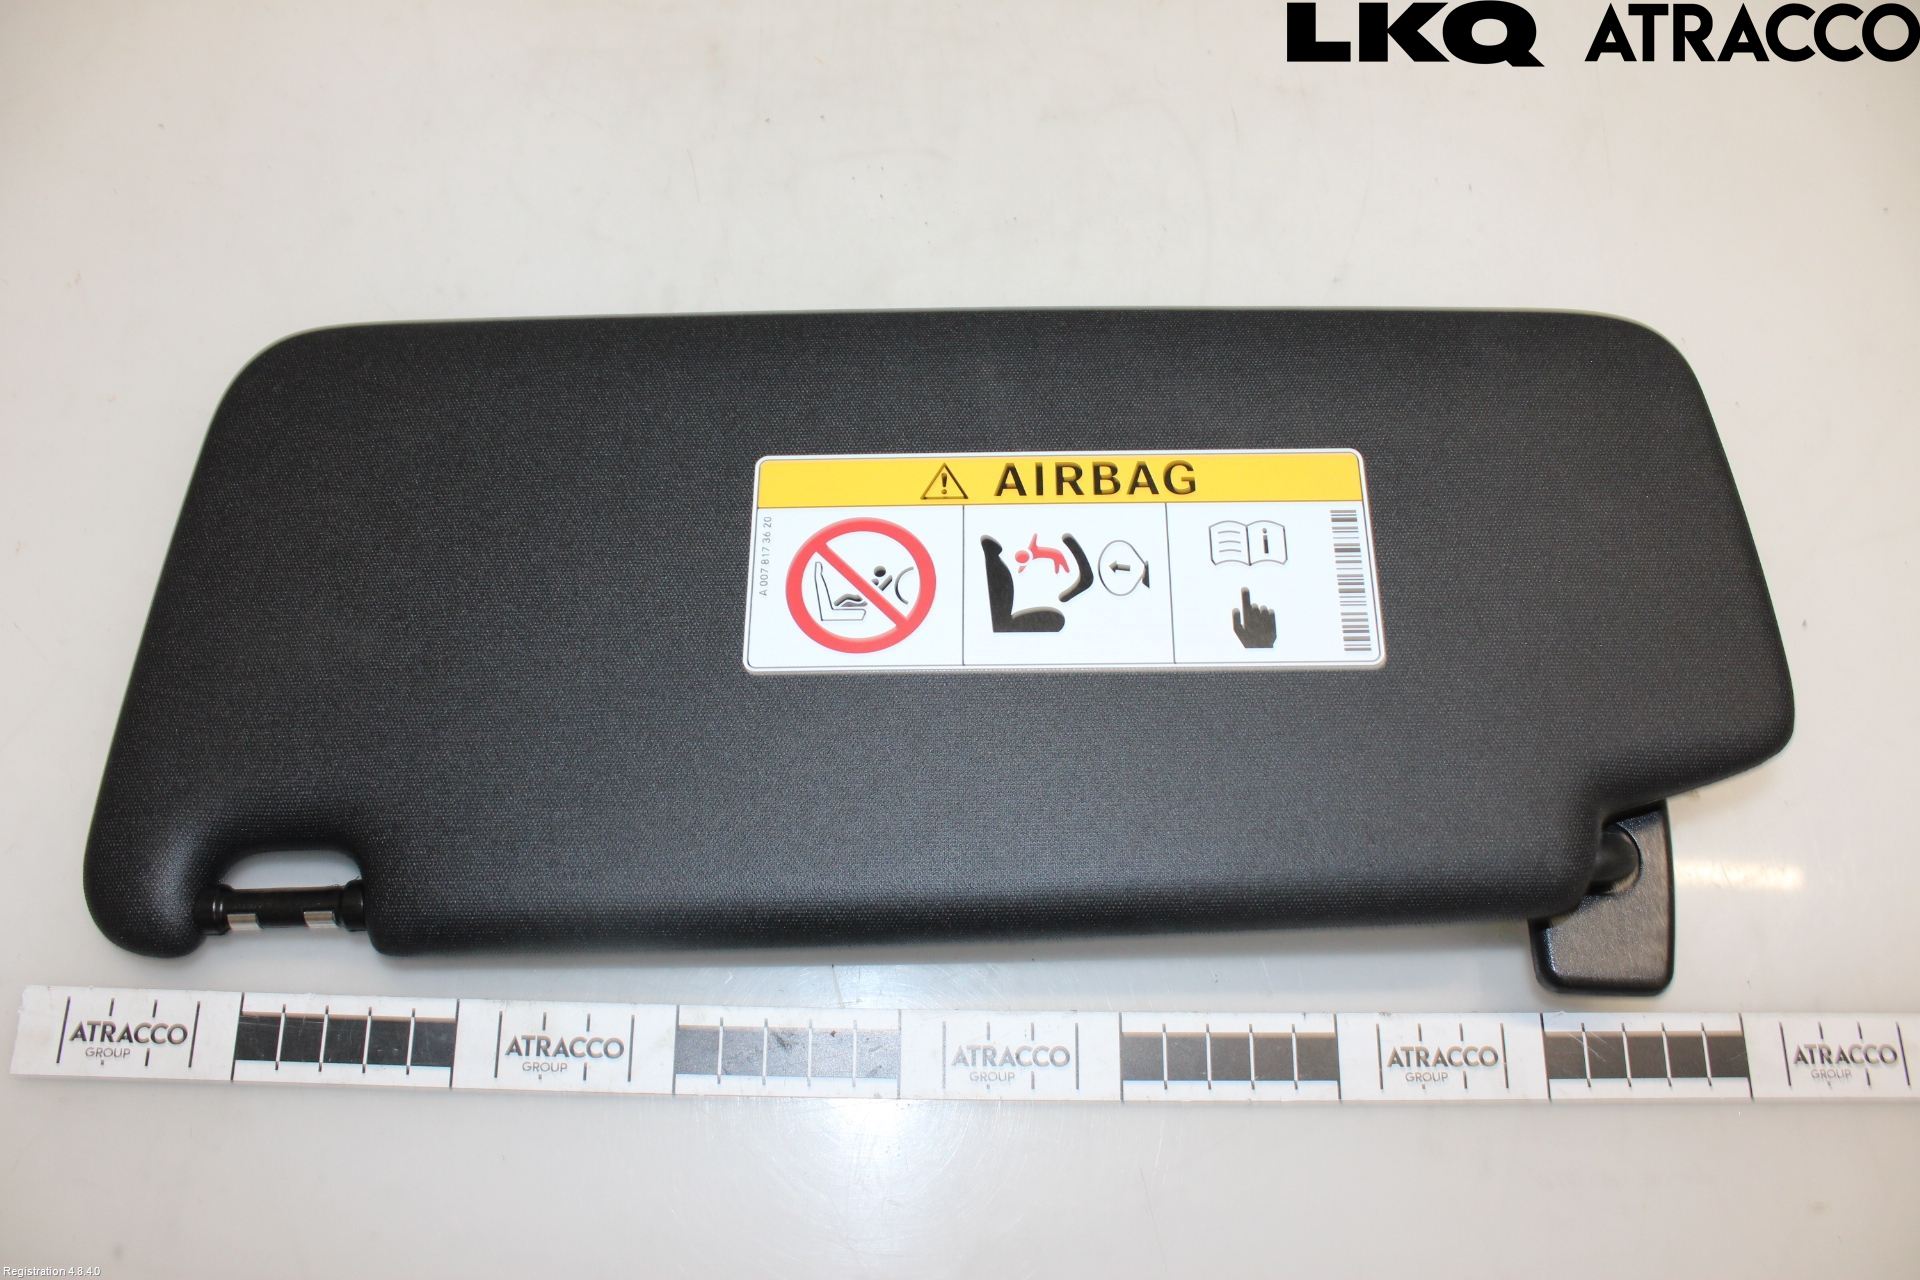 LKQ ATRACCO
AIRBAG
A 007 817 36 20
i
ATRACCO
GROUP
ATRACCO
GROUP
ATRACCO
GROUP
ATRACCO
GROUP
ATRACCO
GROUP
Registration 4.8.4.0